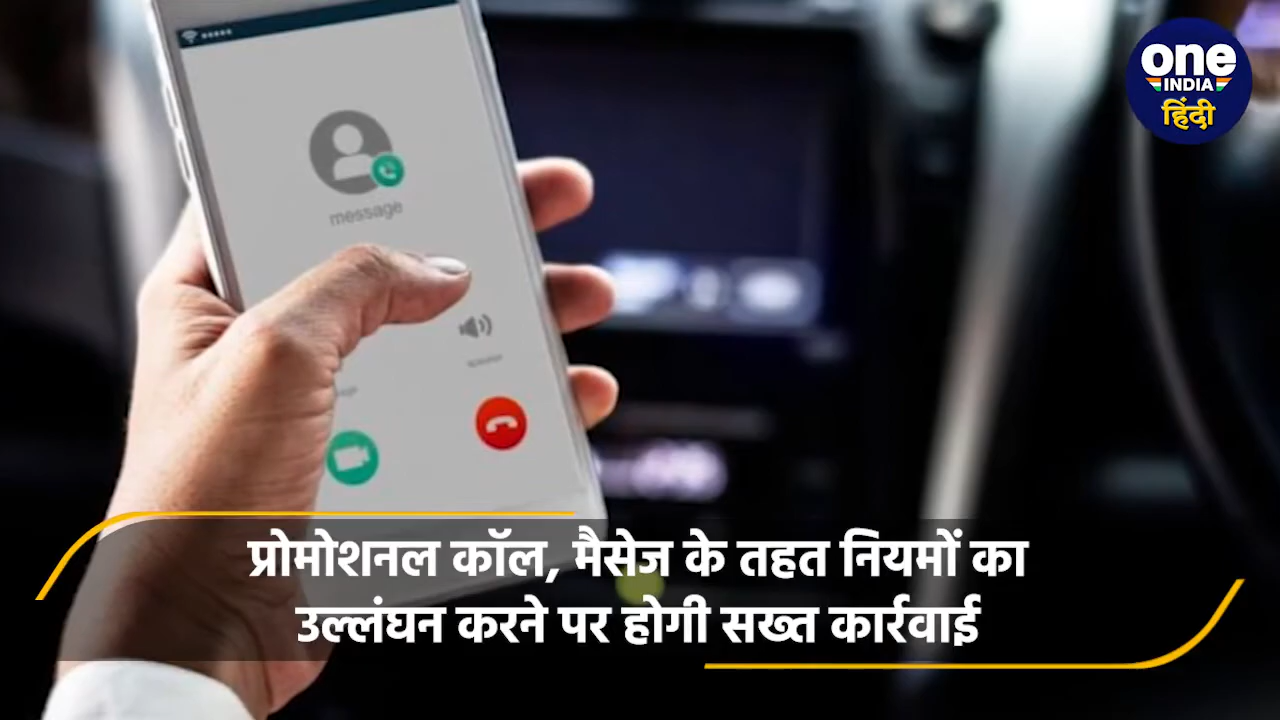 one
INDIA
हिंदी
message
प्रोमोशनल कॉल, मैसेज के तहत नियमों का
उल्लंघन करने पर होगी सख्त कार्रवाई